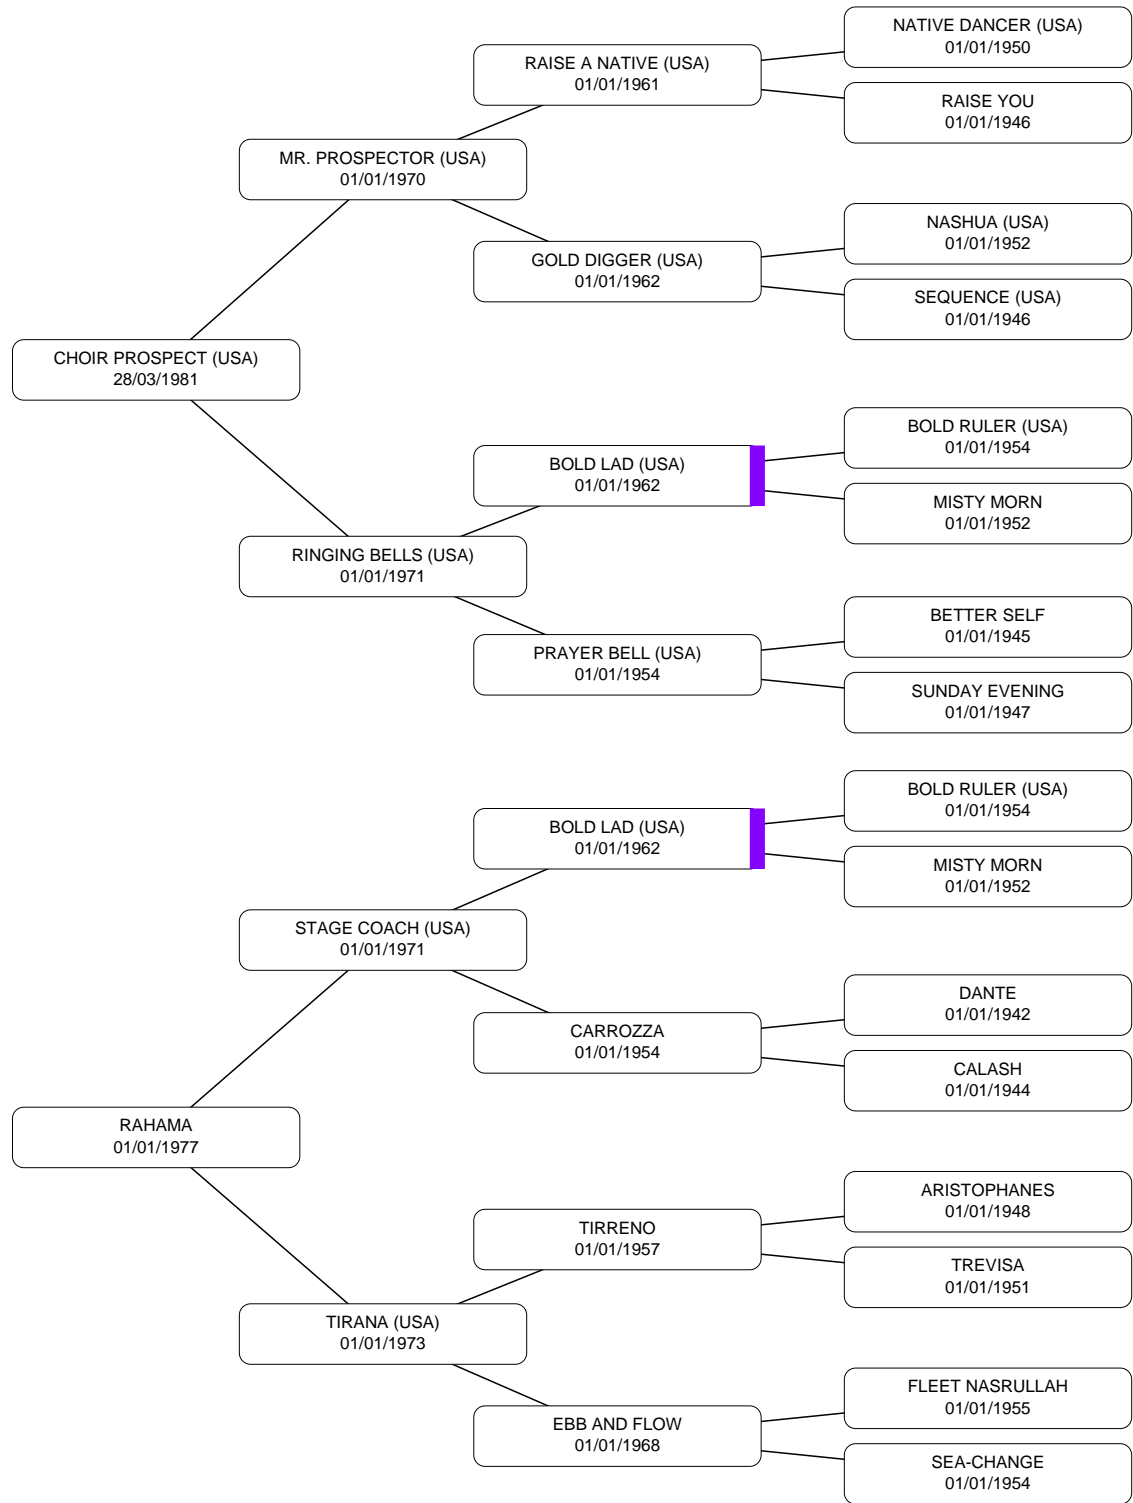 NATIVE DANCER (USA)
01/01/1950
RAISE A NATIVE (USA)
01/01/1961
RAISE YOU
01/01/1946
MR. PROSPECTOR (USA)
01/01/1970
NASHUA (USA)
01/01/1952
GOLD DIGGER (USA)
01/01/1962
SEQUENCE (USA)
01/01/1946
CHOIR PROSPECT (USA)
28/03/1981
BOLD RULER (USA)
01/01/1954
BOLD LAD (USA)
01/01/1962
MISTY MORN
01/01/1952
RINGING BELLS (USA)
01/01/1971
BETTER SELF
01/01/1945
PRAYER BELL (USA)
01/01/1954
SUNDAY EVENING
01/01/1947
BOLD RULER (USA)
01/01/1954
BOLD LAD (USA)
01/01/1962
MISTY MORN
01/01/1952
STAGE COACH (USA)
01/01/1971
DANTE
01/01/1942
CARROZZA
01/01/1954
CALASH
01/01/1944
RAHAMA
01/01/1977
ARISTOPHANES
01/01/1948
TIRRENO
01/01/1957
TREVISA
01/01/1951
TIRANA (USA)
01/01/1973
FLEET NASRULLAH
01/01/1955
EBB AND FLOW
01/01/1968
SEA-CHANGE
01/01/1954